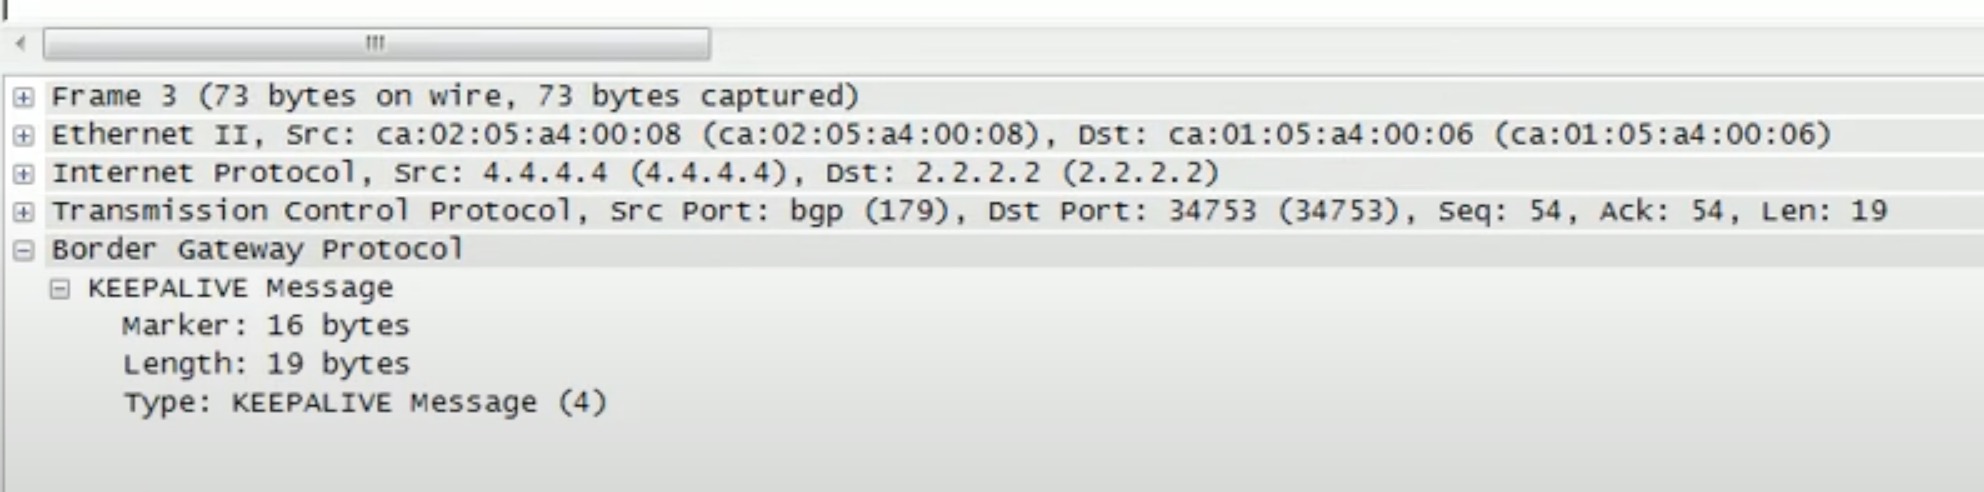 Frame 3 (73 bytes on wire, 73 bytes captured)
Ethernet II, Src: ca:02:05:a4:00:08 (ca:02:05:a4:00:08), Dst: ca:01:05:a4:00:06 (ca:01:05:a4:00:06)
Internet Protocol, Src: 4.4.4.4 (4.4.4.4), Dst: 2.2.2.2 (2.2.2.2)
Transmission Control Protocol, Src Port: bgp (179), Dst Port: 34753 (34753), Seq: 54, Ack: 54, Len: 19
Border Gateway Protocol
KEEPALIVE Message
Marker: 16 bytes
Length: 19 bytes
Type: KEEPALIVE Message (4)